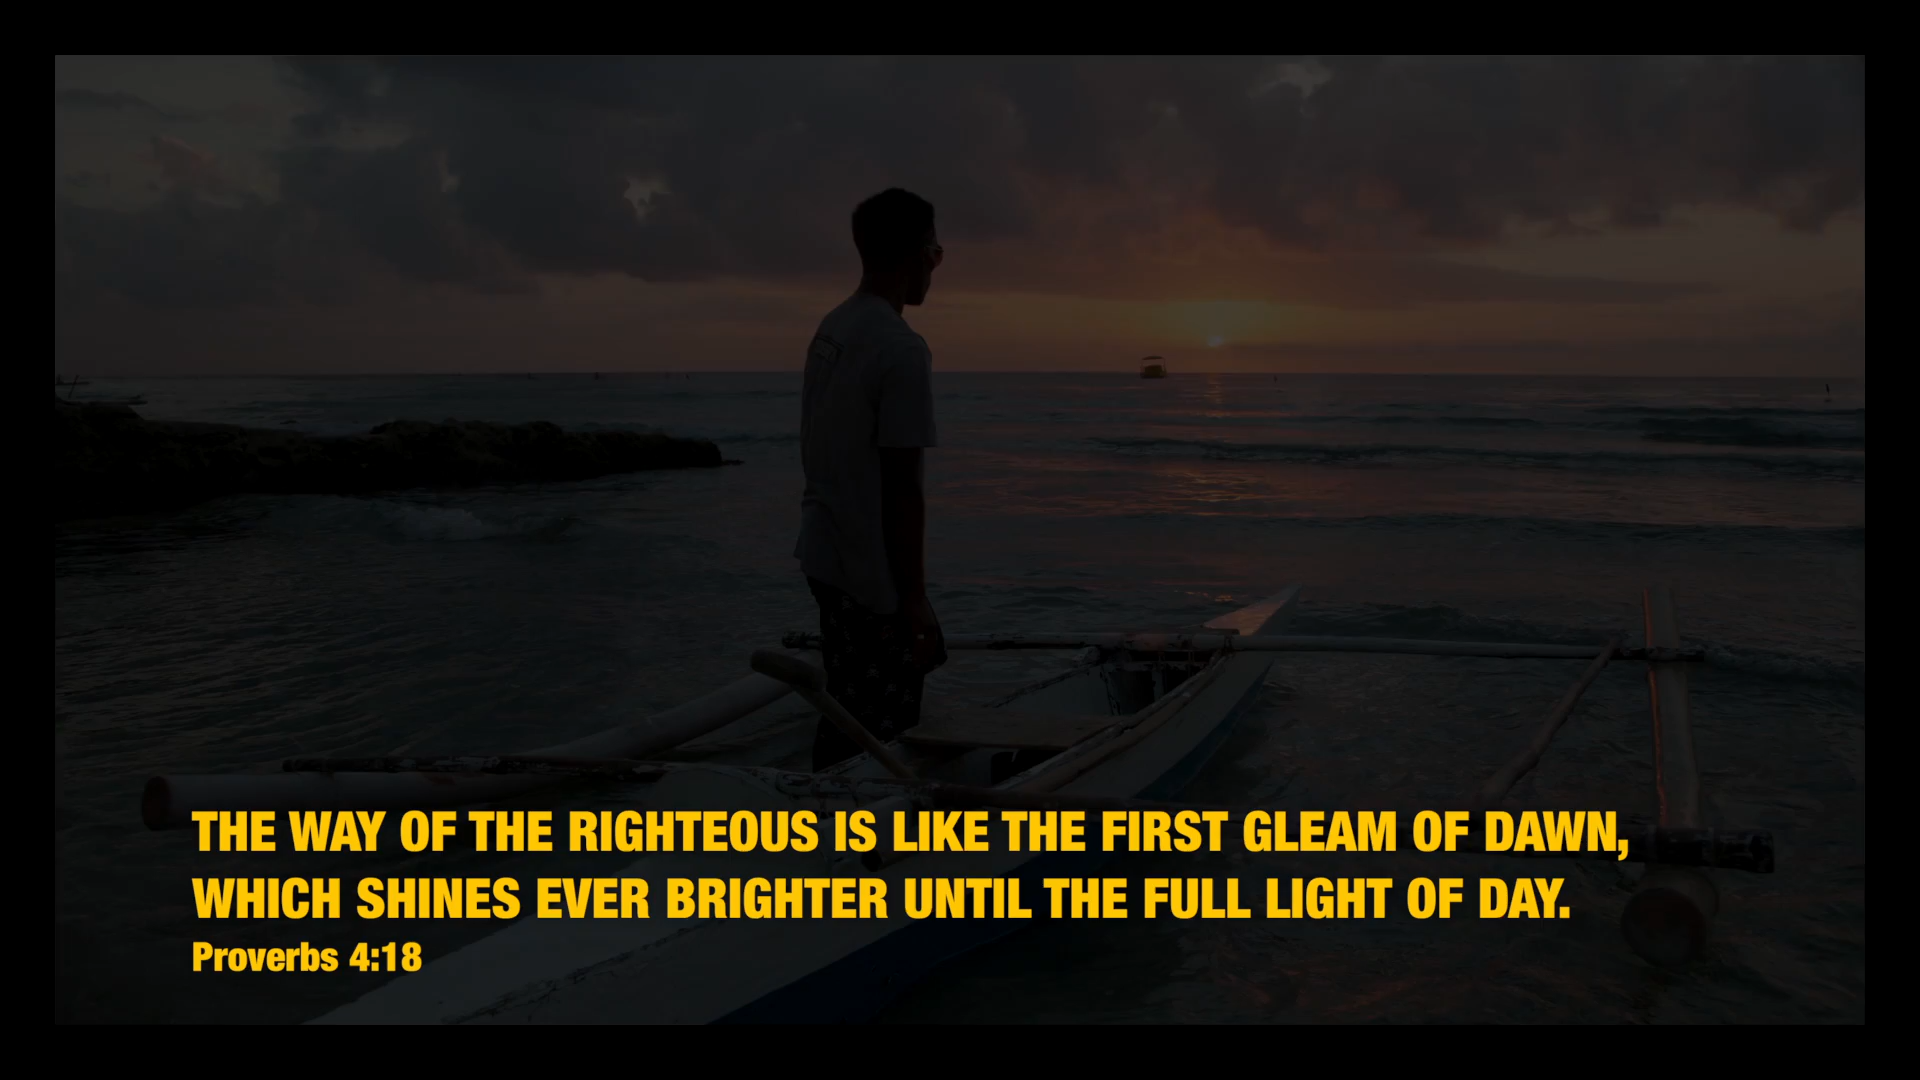 THE WAY OF THE RIGHTEOUS IS LIKE THE FIRST GLEAM OF DAWN,
WHICH SHINES EVER BRIGHTER UNTIL THE FULL LIGHT OF DAY.
Proverbs 4:18